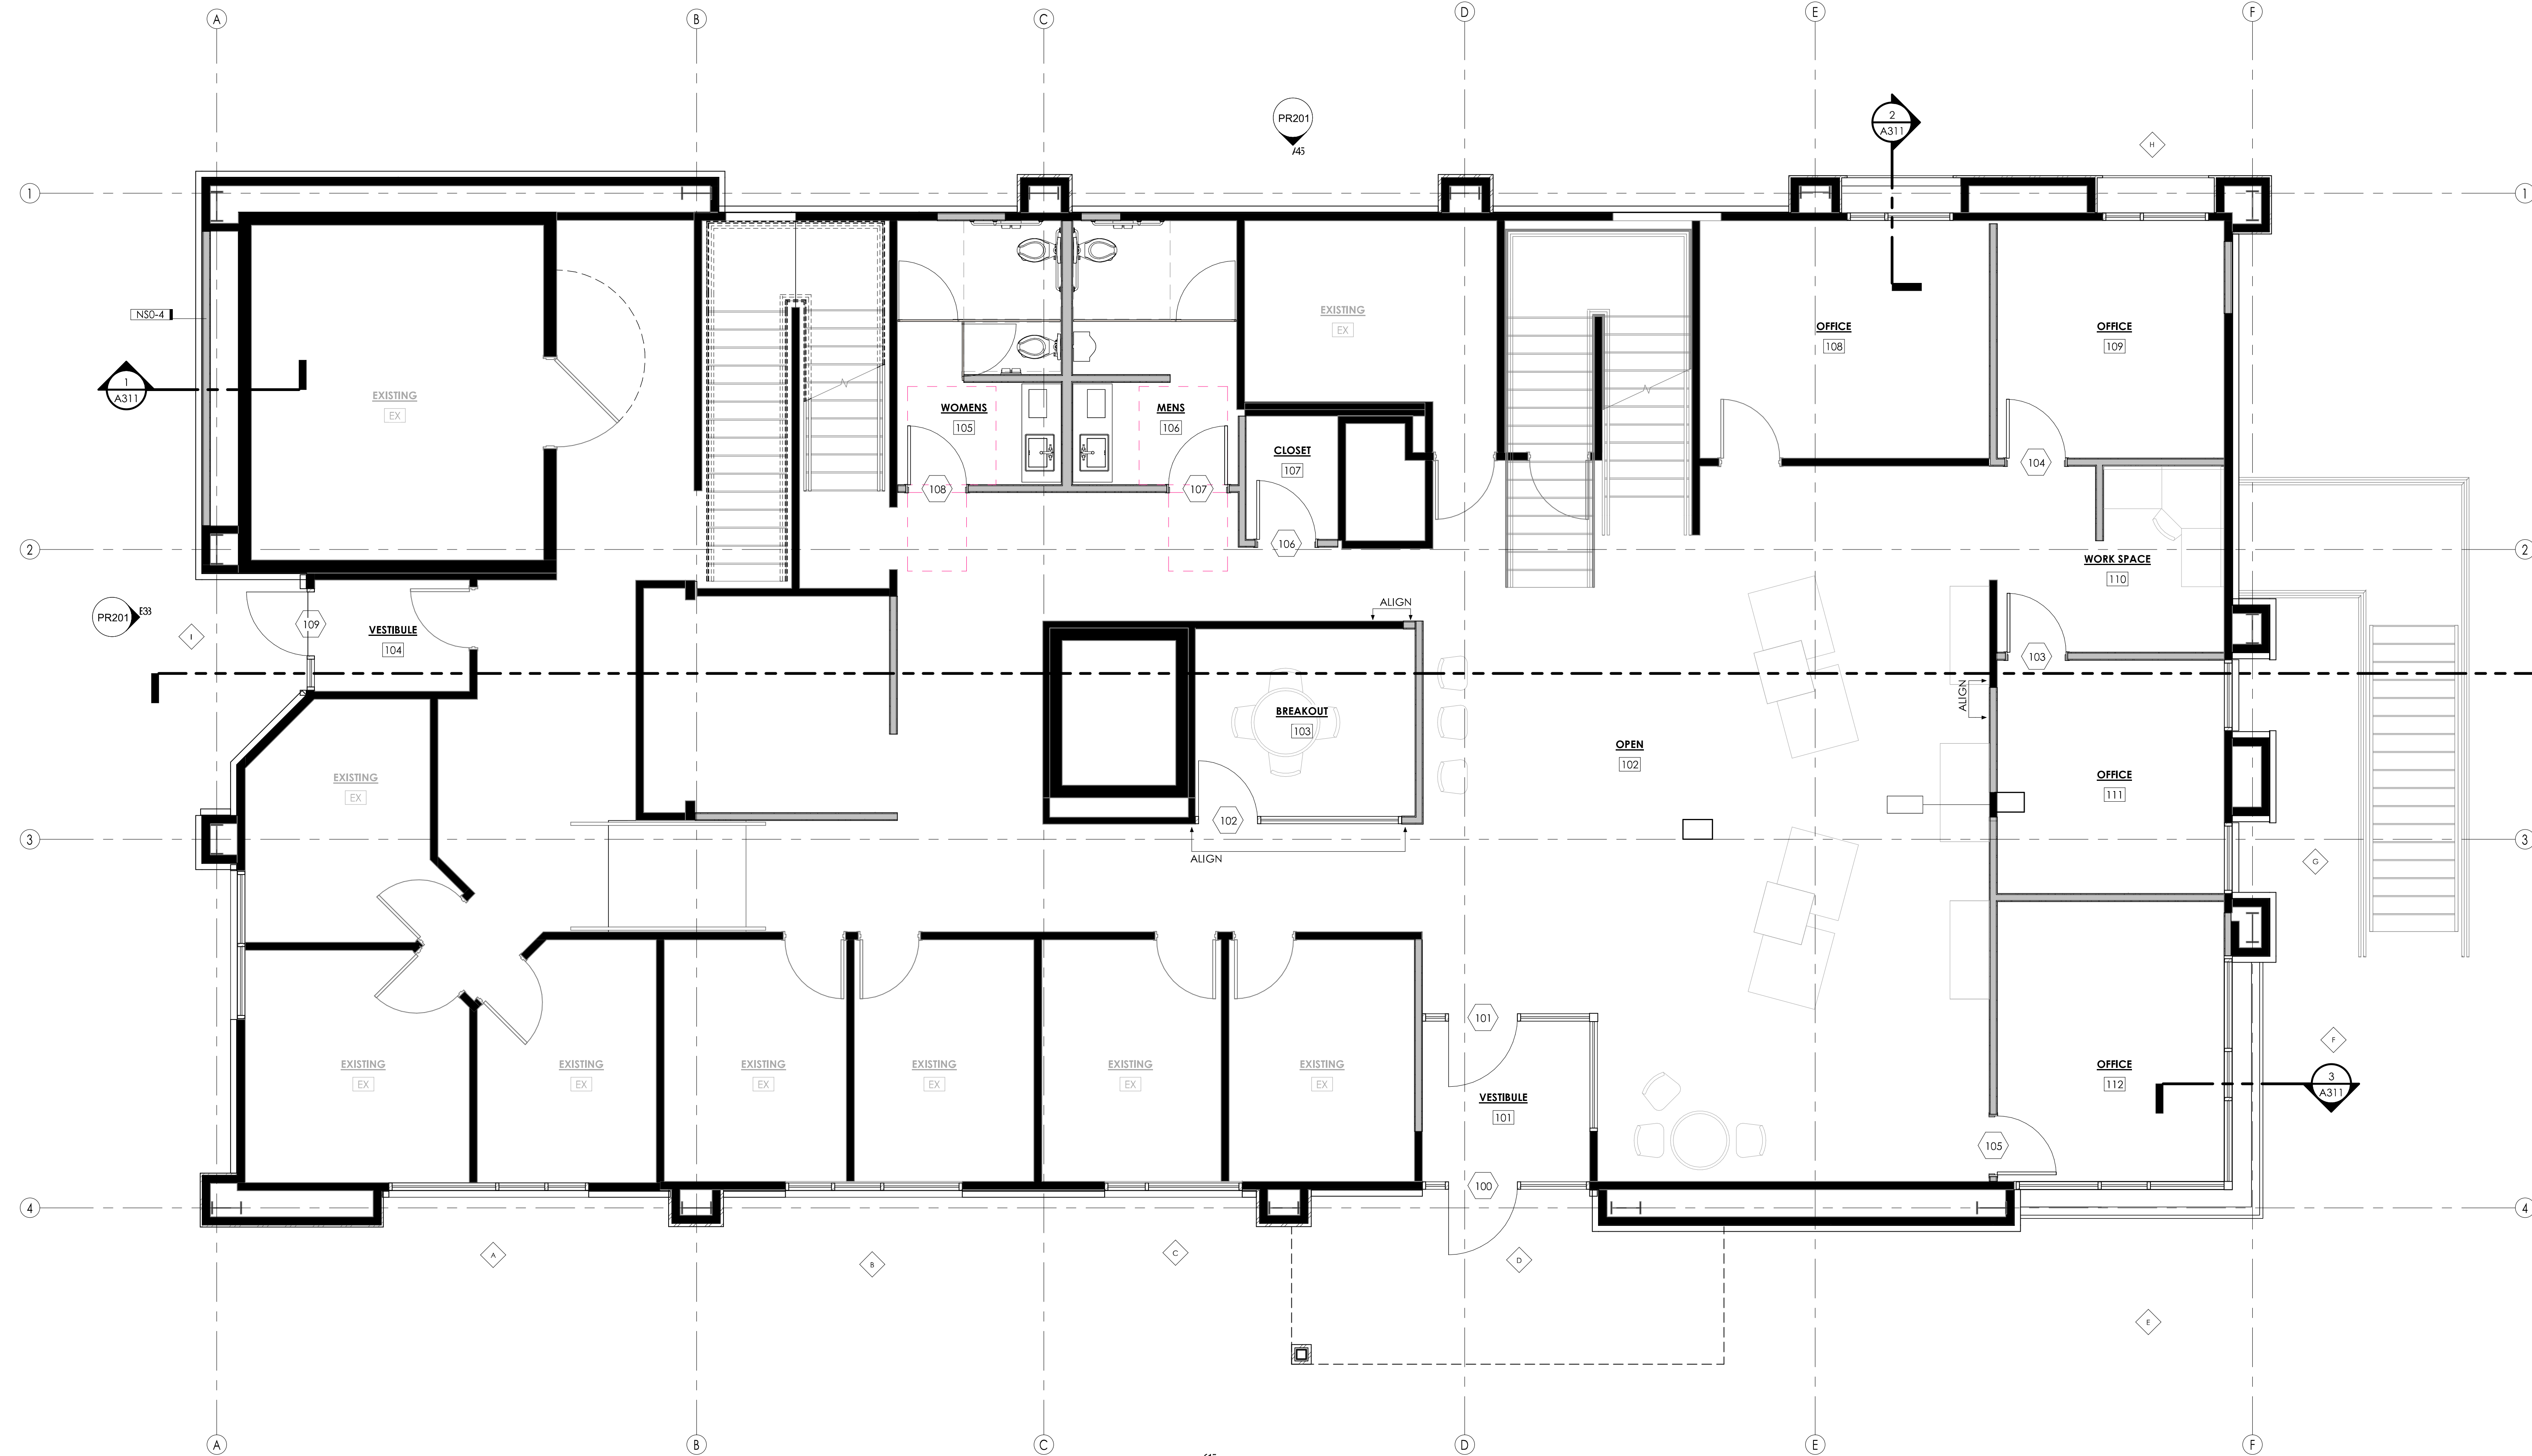 A
B
C
D
E
F
PR201
/45
2
A311
H
1
1
NS0-4
EXISTING
EX
OFFICE
108
OFFICE
109
1
A311
EXISTING
EX
WOMENS
105
MENS
106
CLOSET
107
104
108
107
106
2
2
WORK SPACE
110
ALIGN
PR201
E33
I
109
VESTIBULE
104
103
ALIGN
BREAKOUT
103
OPEN
102
EXISTING
EX
OFFICE
111
102
3
3
ALIGN
G
101
F
EXISTING
EX
EXISTING
EX
EXISTING
EX
EXISTING
EX
EXISTING
EX
EXISTING
EX
OFFICE
112
3
A311
VESTIBULE
101
105
100
4
4
A
B
C
D
E
A
B
C
D
E
F